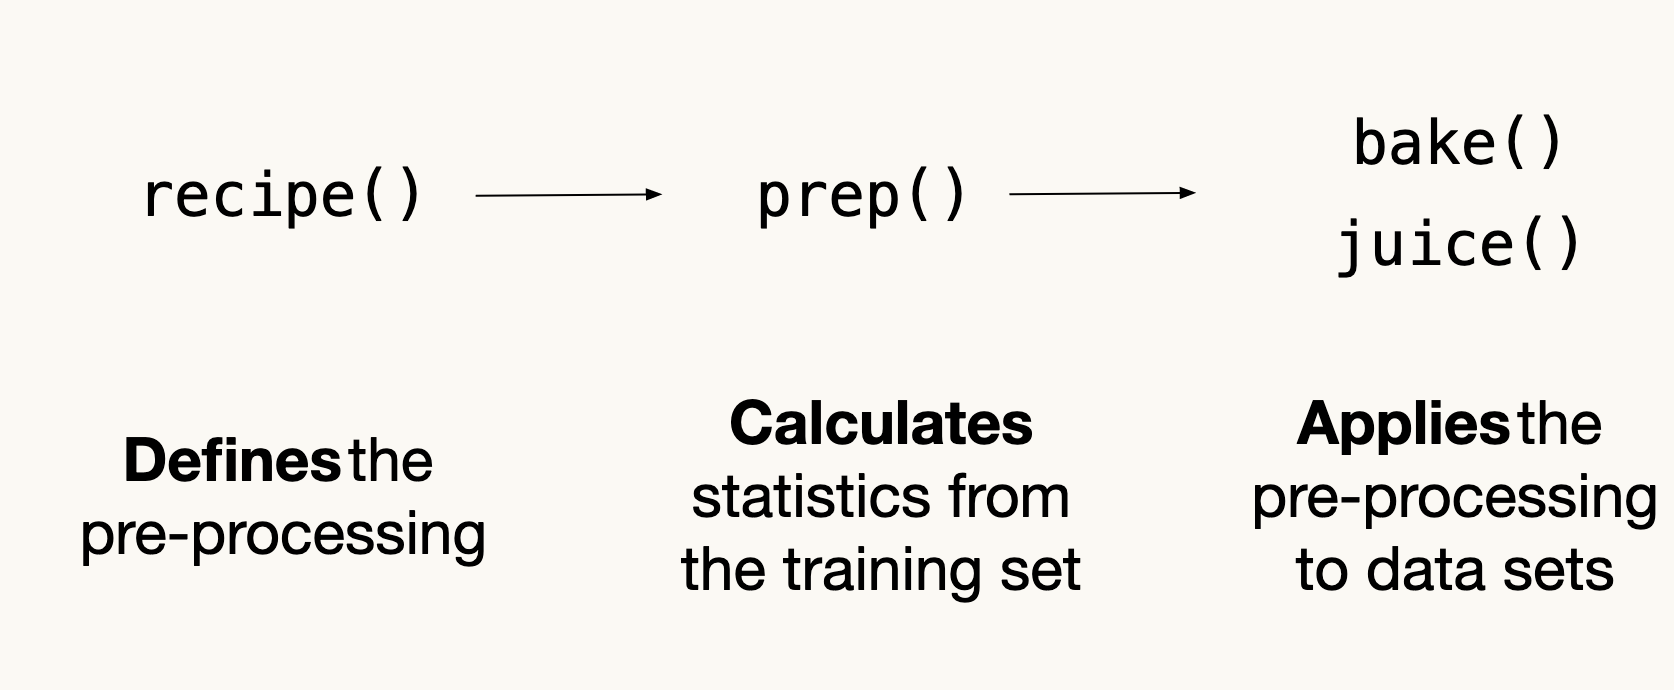 recipe()
prep()
bake()
juice()
Defines the
pre-processing
Calculates
statistics from
the training set
Applies the
pre-processing
to data sets